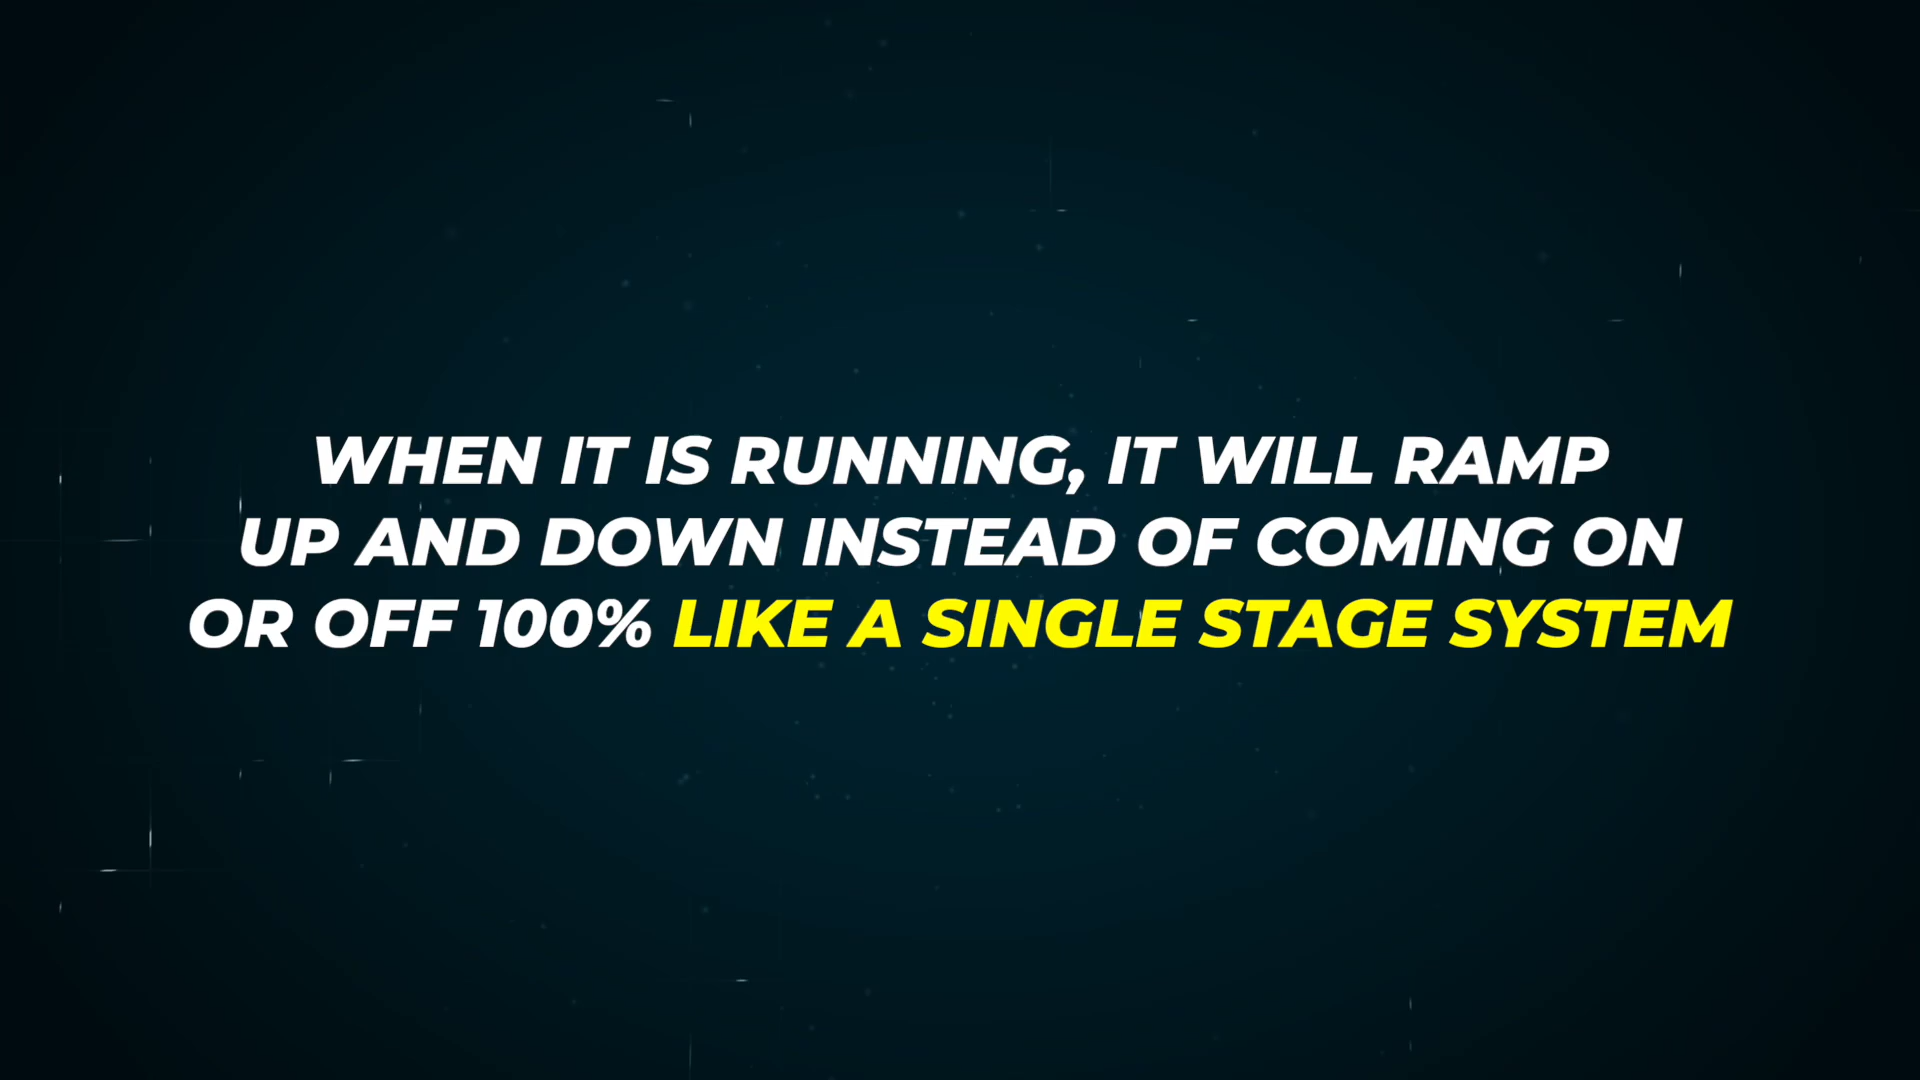 WHEN IT IS RUNNING, IT WILL RAMP
UP AND DOWN INSTEAD OF COMING ON
OR OFF 100% LIKE A SINGLE STAGE SYSTEM